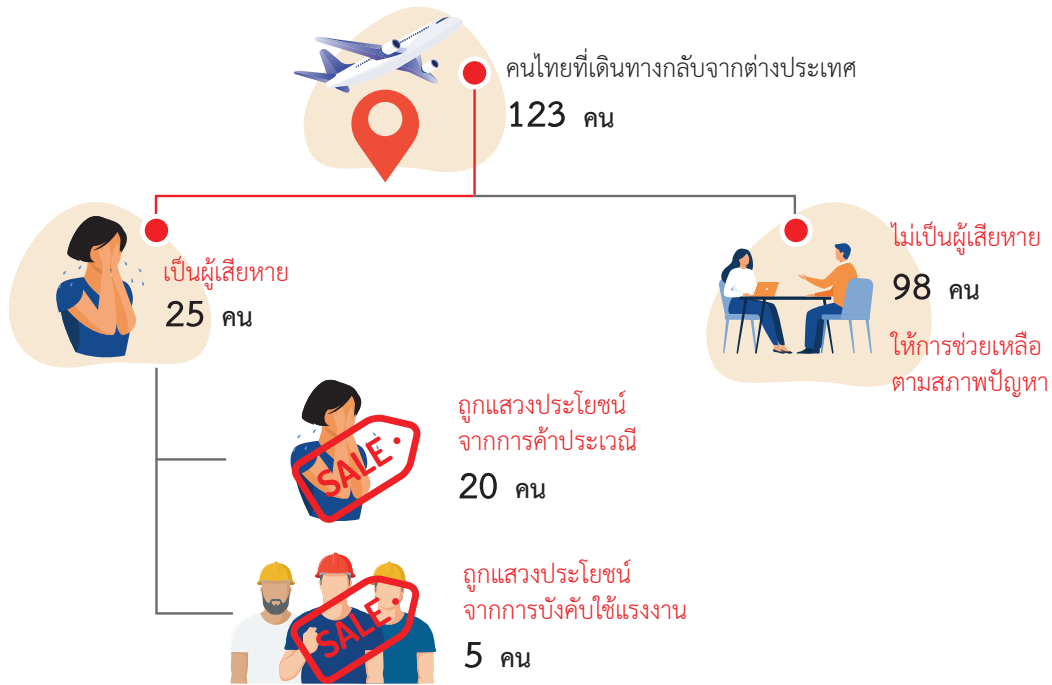 คนไทยที่เดินทางกลับจากต่างประเทศ
123 คน
เป็นผู้เสียหาย
25 คน
ไม่เป็นผู้เสียหาย
98 คน
ให้การช่วยเหลือ
ตามสภาพปัญหา
ถูกแสวงประโยชน์
จากการค้าประเวณี
20 คน
SALE
ถูกแสวงประโยชน์
จากการบังคับใช้แรงงาน
5 คน
SALE